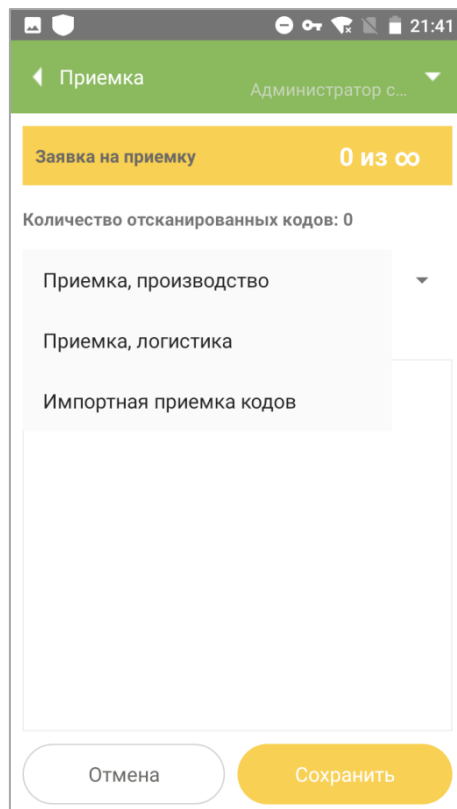 21:41
Приемка
Администратор с...
Заявка на приемку 0 из ∞
Количество отсканированных кодов: 0
Приемка, производство
Приемка, логистика
Импортная приемка кодов
Отмена Сохранить